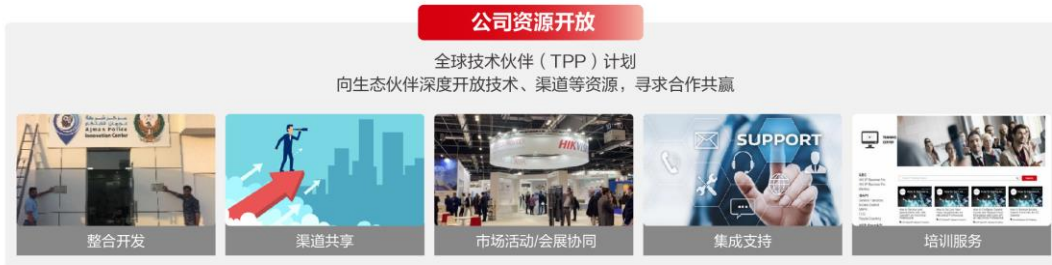 公司资源开放
全球技术伙伴（TPP）计划
向生态伙伴深度开放技术、渠道等资源，寻求合作共赢
Ajman Police
Innovation Center
HIKVISION
SUPPORT
整合开发
渠道共享
市场活动/会展协同
集成支持
培训服务